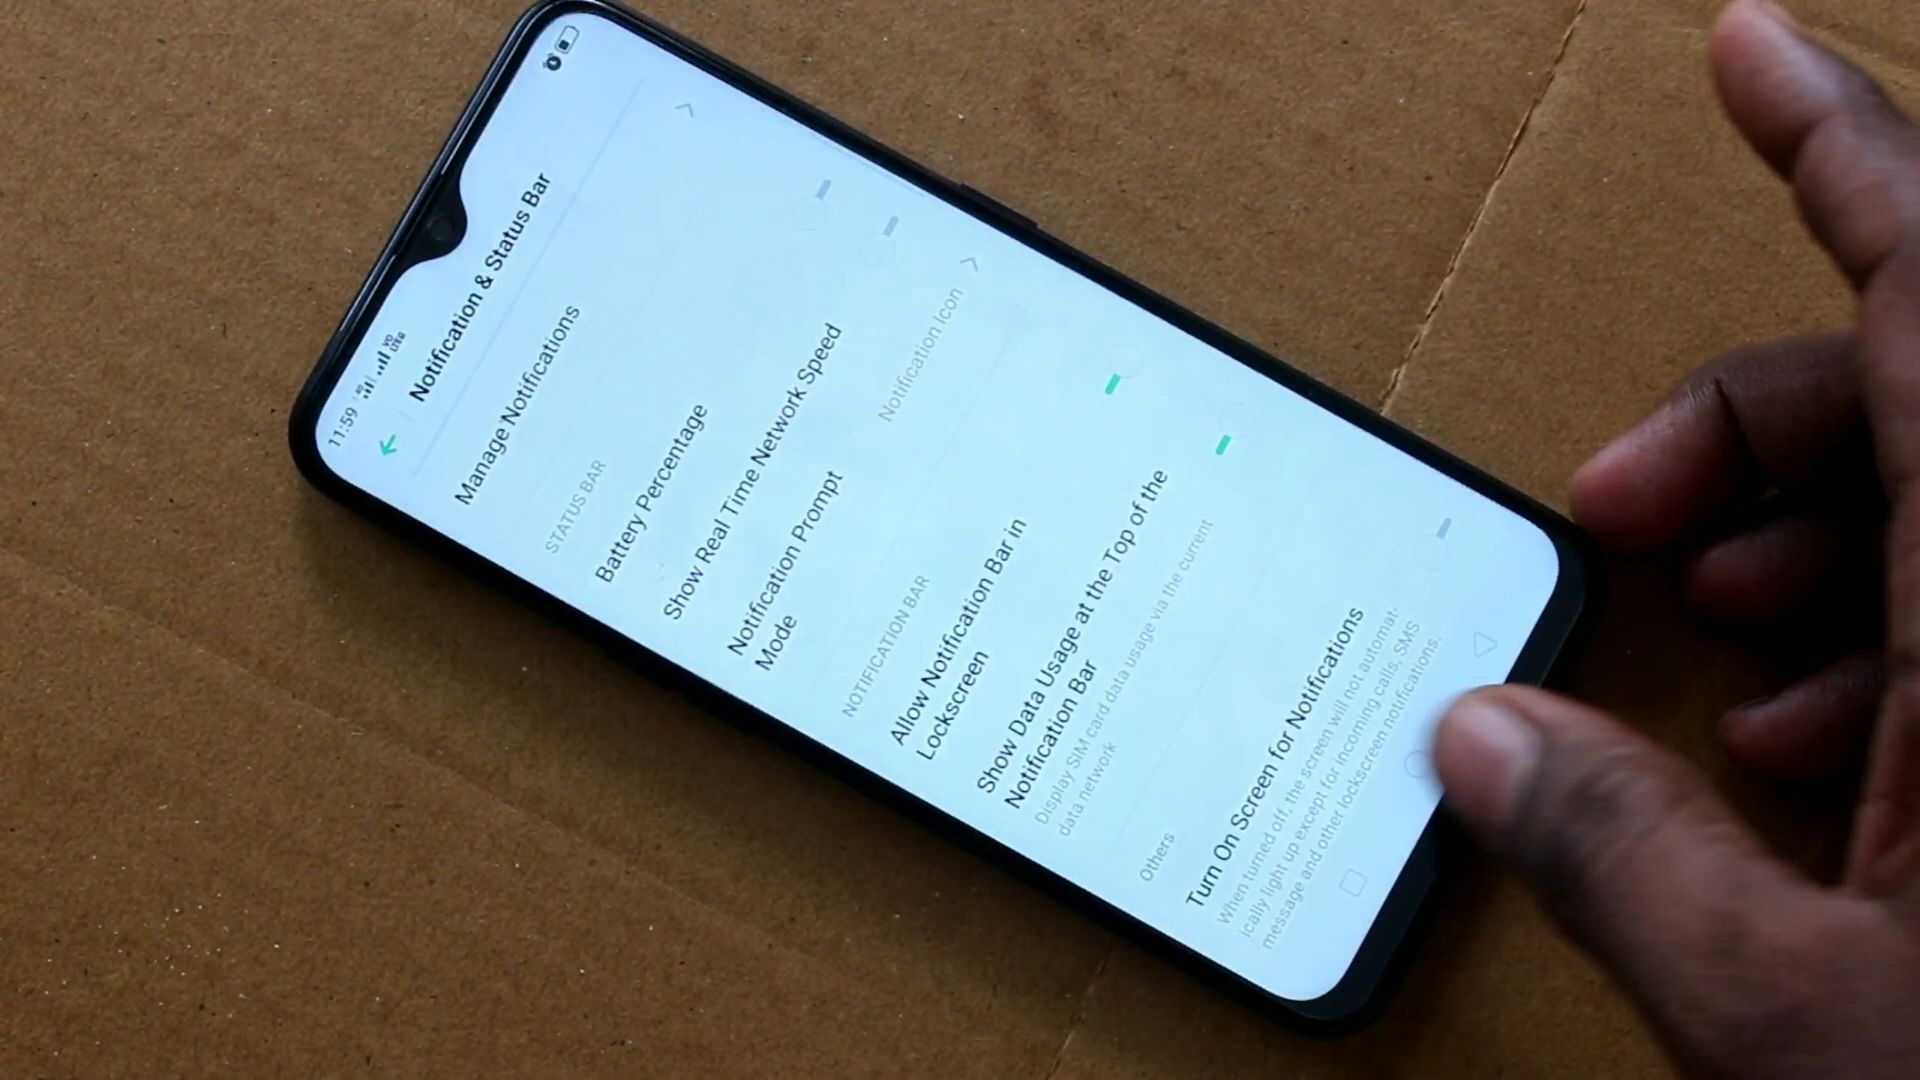 11:59 4G VO LTE
Notification & Status Bar
Manage Notifications
STATUS BAR
Battery Percentage
Show Real Time Network Speed
Notification Prompt
Mode
Notification Icon
NOTIFICATION BAR
Allow Notification Bar in
Lockscreen
Show Data Usage at the Top of the
Notification Bar
Display SIM card data usage via the current
data network
Others
Turn On Screen for Notifications
When turned off, the screen will not automat-
ically light up except for incoming calls, SMS
message and other lockscreen notifications.